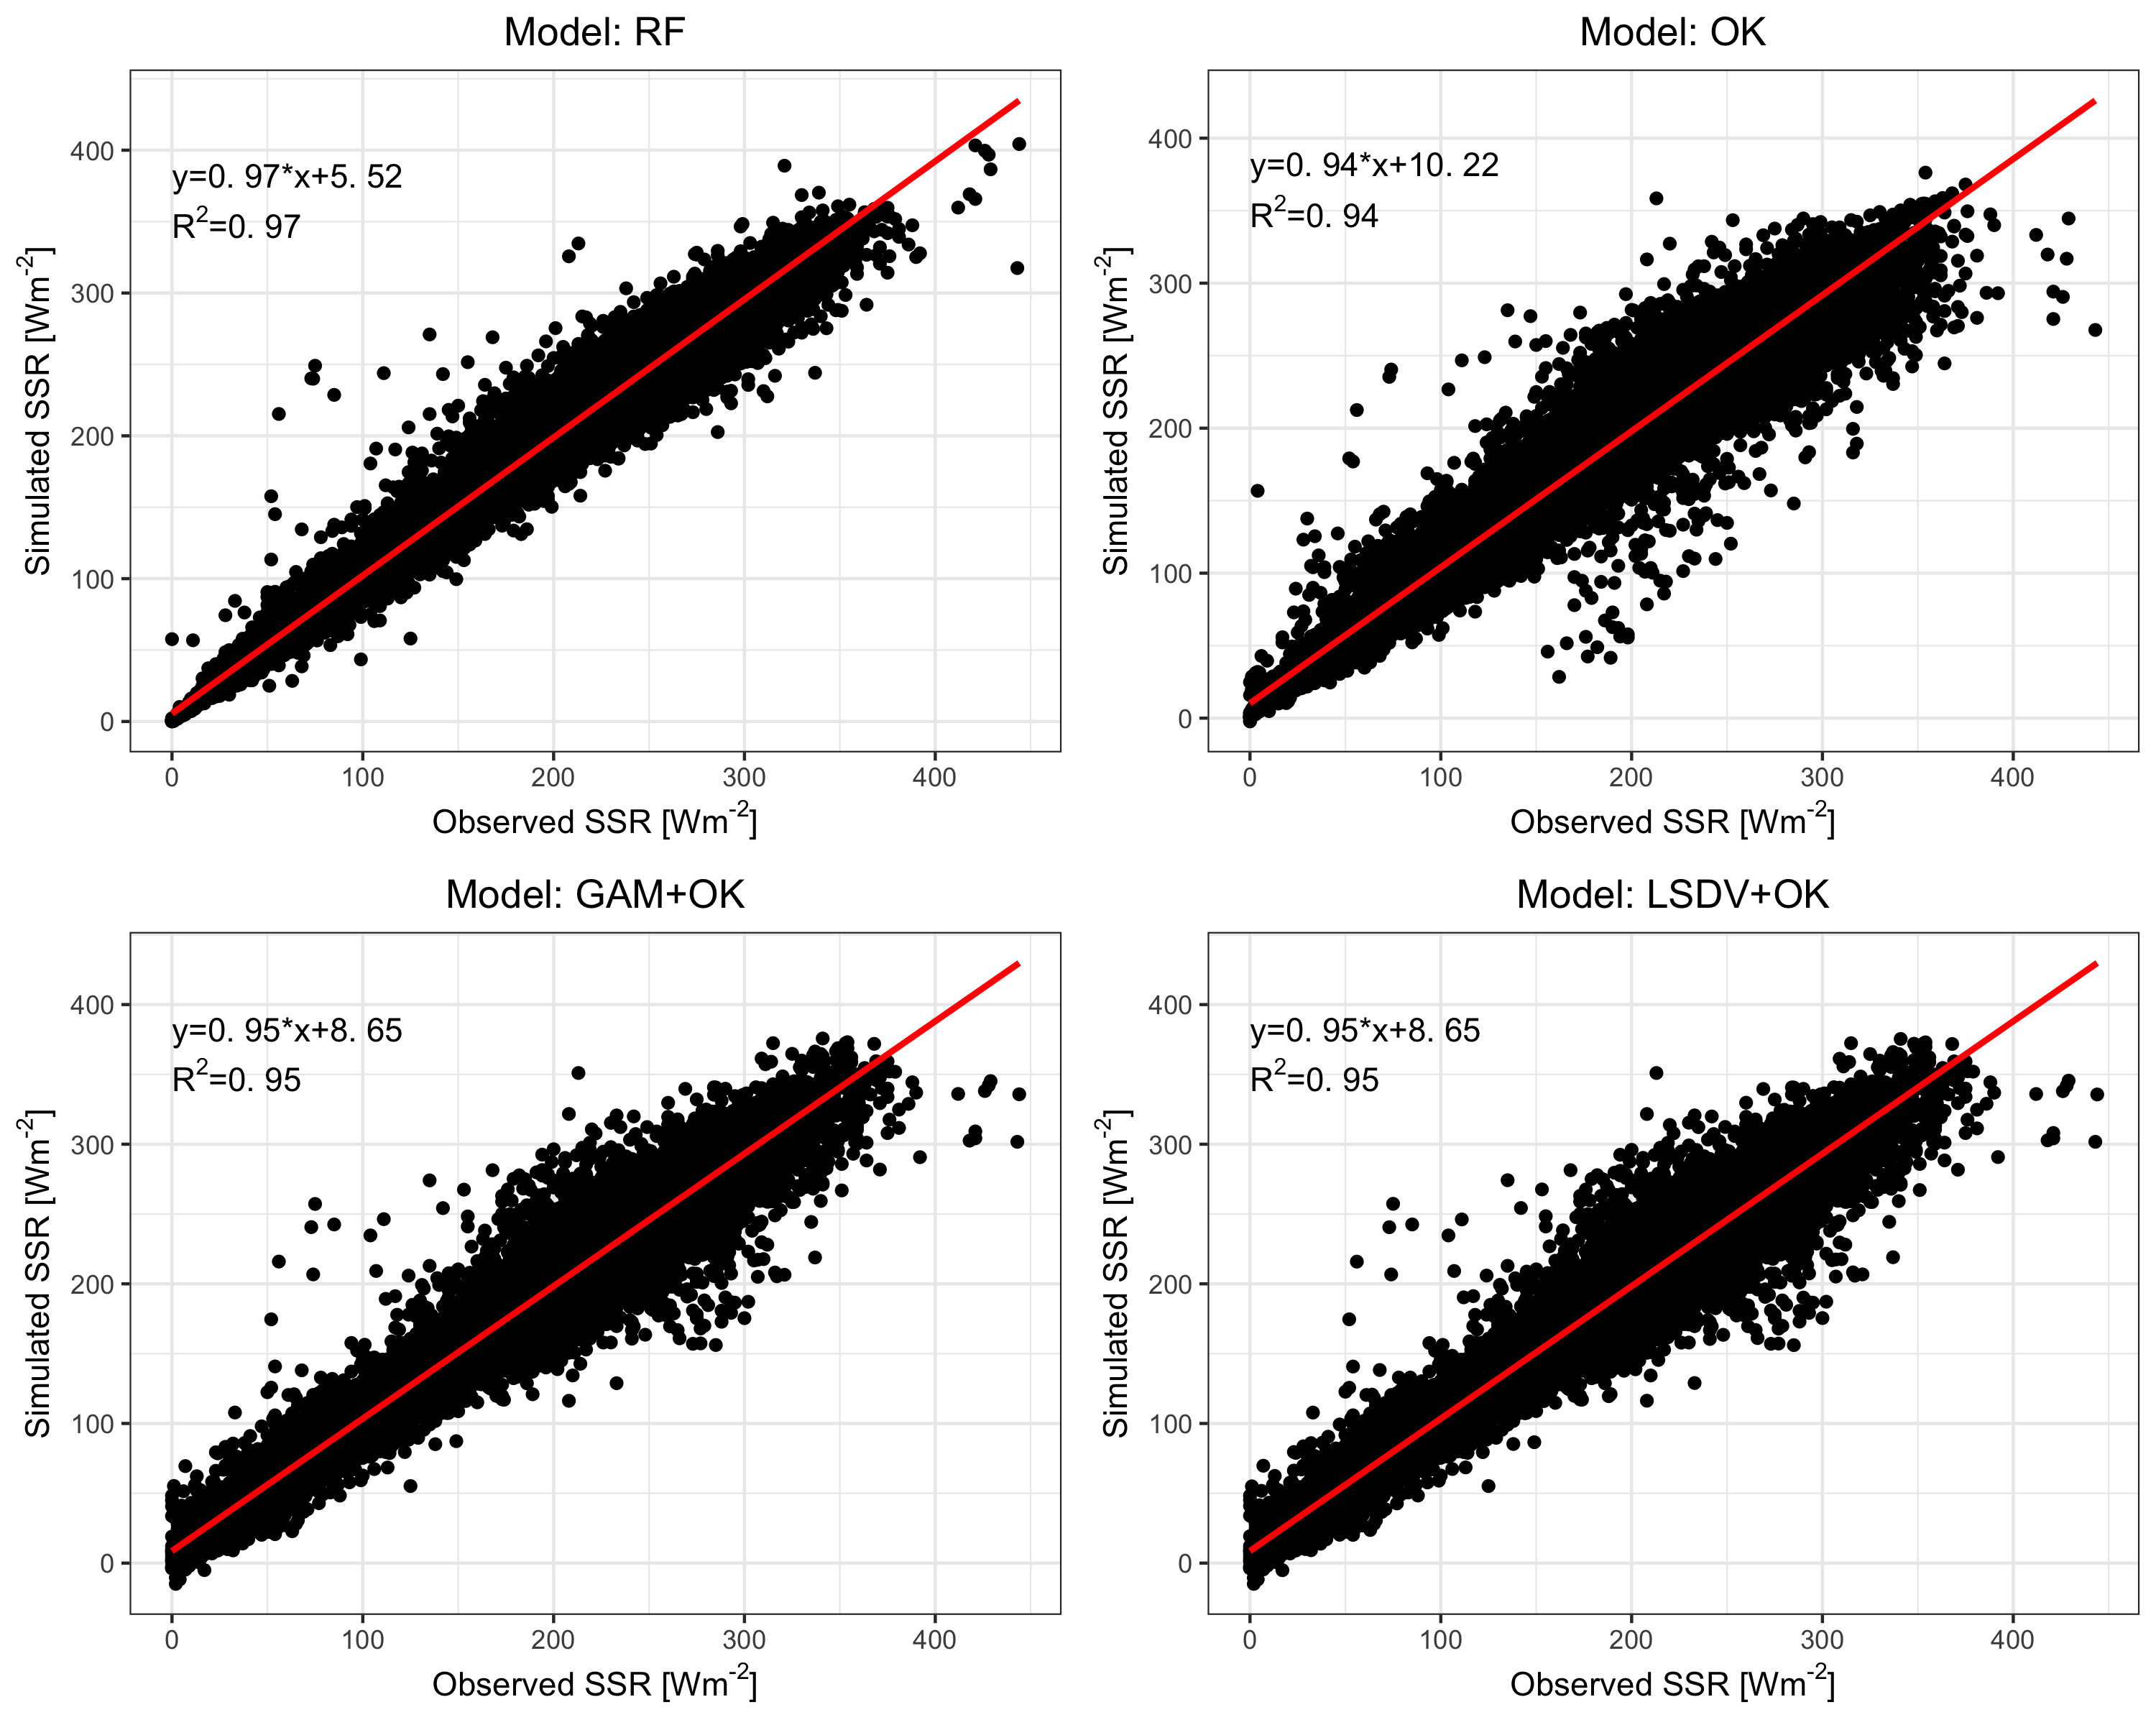 Model: RF
y=0. 97*x+5. 52
R²=0. 97
400
300
200
100
0
Simulated SSR [Wm⁻²]
0 100 200 300 400
Observed SSR [Wm⁻²]
Model: OK
y=0. 94*x+10. 22
R²=0. 94
400
300
200
100
0
Simulated SSR [Wm⁻²]
0 100 200 300 400
Observed SSR [Wm⁻²]
Model: GAM+OK
y=0. 95*x+8. 65
R²=0. 95
400
300
200
100
0
Simulated SSR [Wm⁻²]
0 100 200 300 400
Observed SSR [Wm⁻²]
Model: LSDV+OK
y=0. 95*x+8. 65
R²=0. 95
400
300
200
100
0
Simulated SSR [Wm⁻²]
0 100 200 300 400
Observed SSR [Wm⁻²]